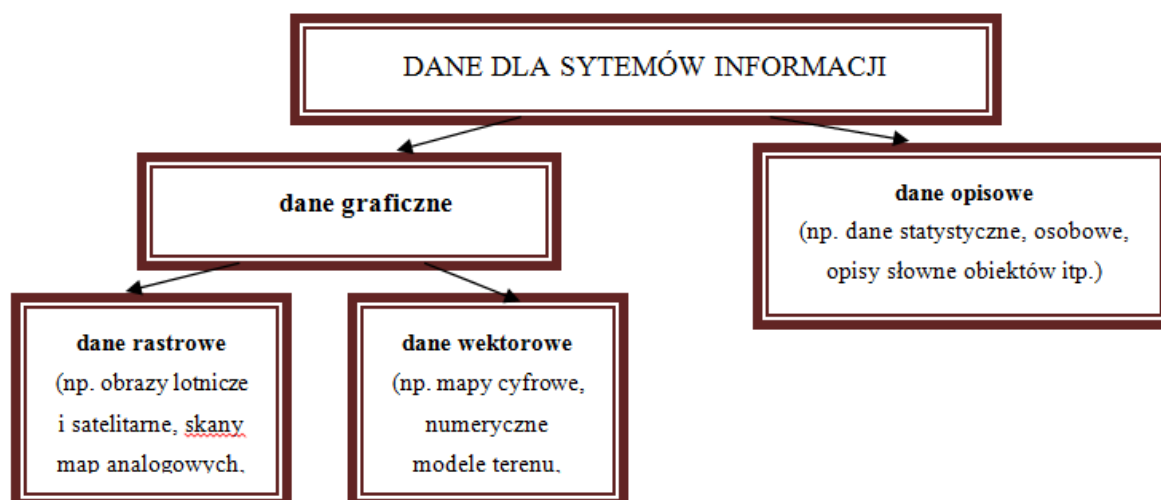 DANE DLA SYTEMÓW INFORMACJI
dane graficzne
dane opisowe
(np. dane statystyczne, osobowe,
opisy słowne obiektów itp.)
dane rastrowe
(np. obrazy lotnicze
i satelitarne, skany
map analogowych,
dane wektorowe
(np. mapy cyfrowe,
numeryczne
modele terenu,